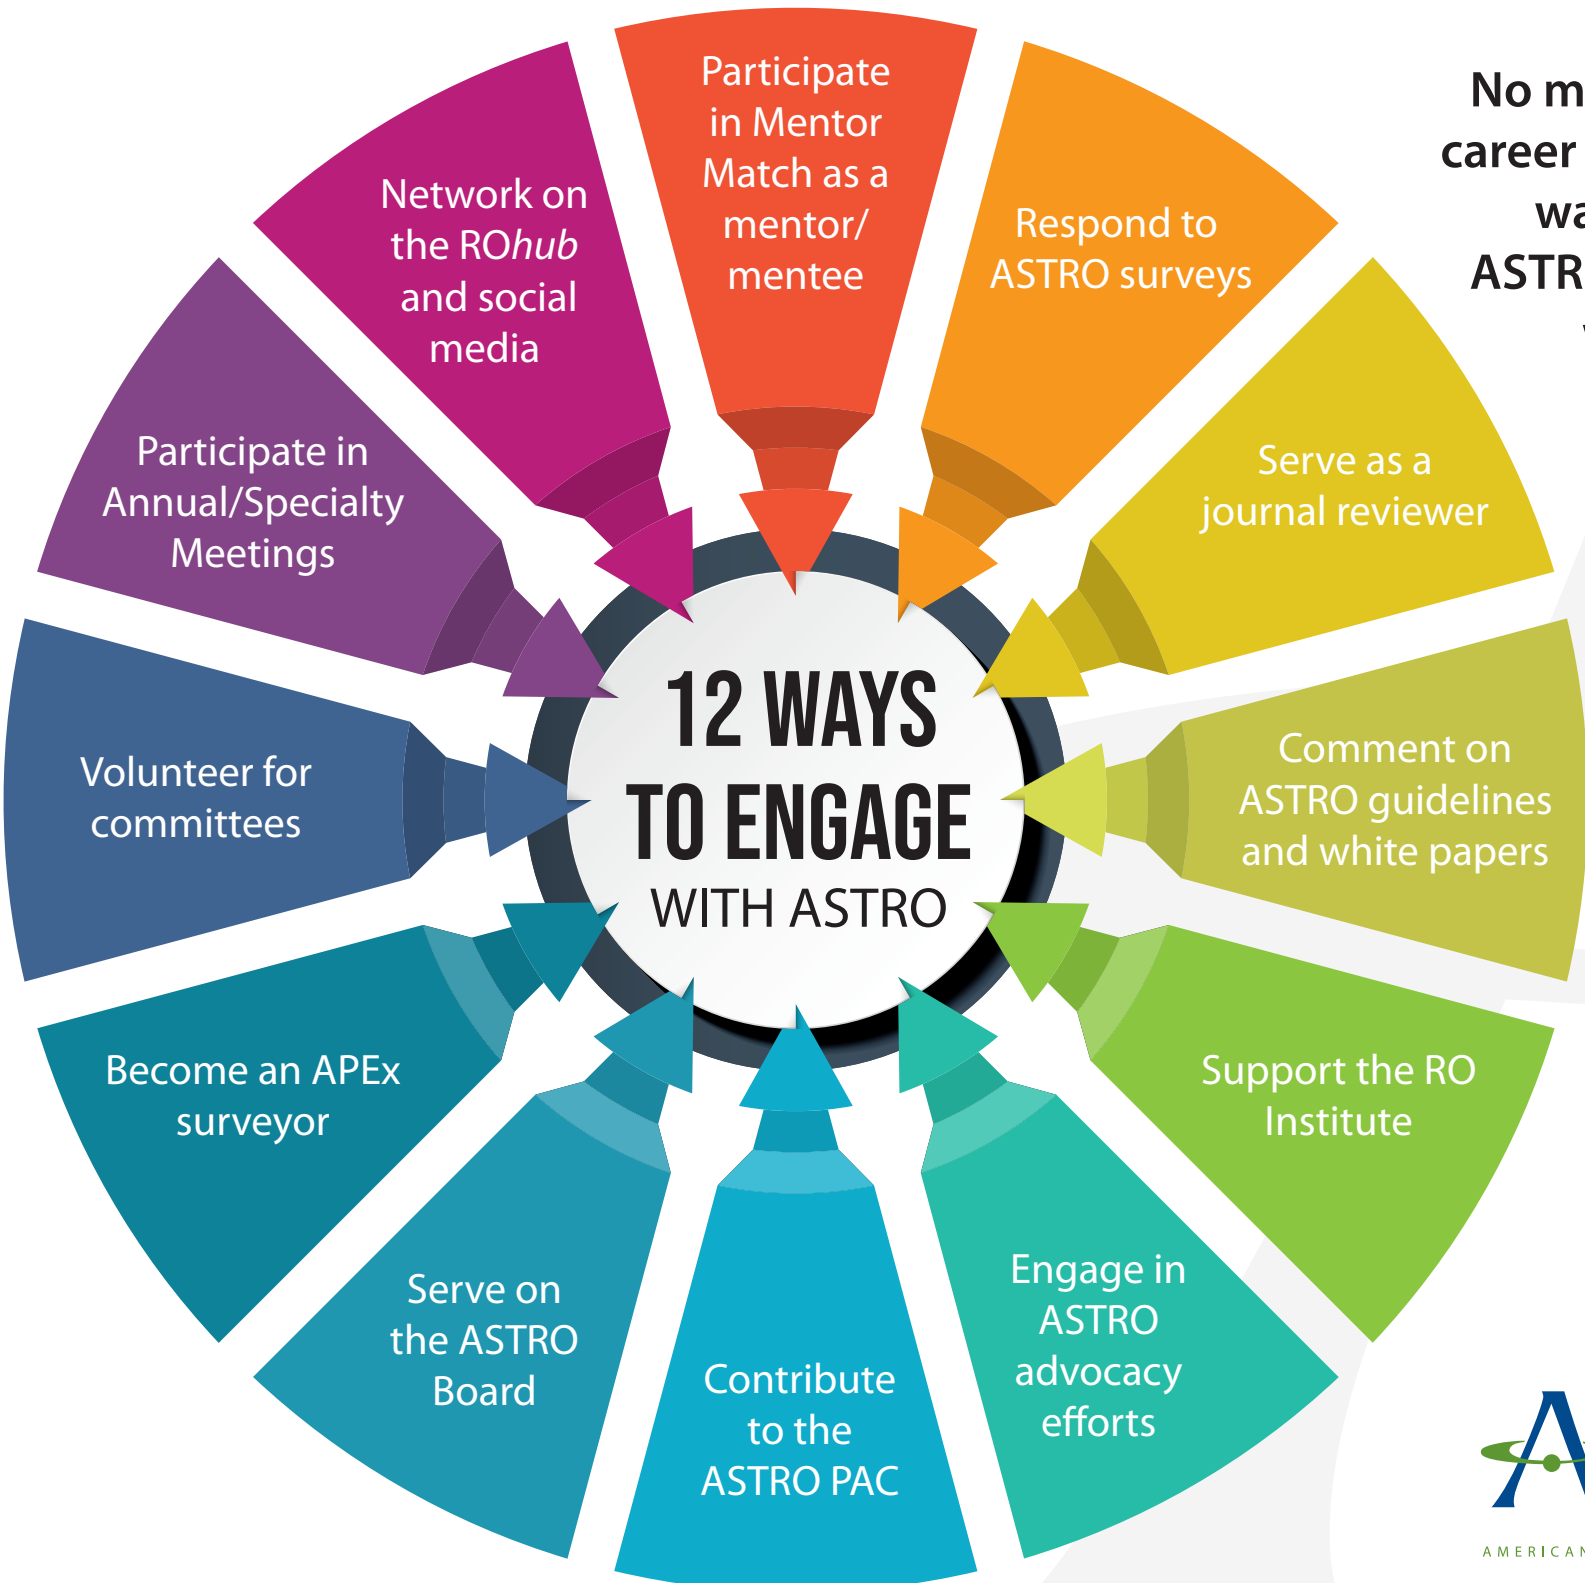 Participate
in Mentor
Match as a
mentor/
mentee
Respond to
ASTRO surveys
Serve as a
journal reviewer
Comment on
ASTRO guidelines
and white papers
Support the RO
Institute
Engage in
ASTRO
advocacy
efforts
Contribute
to the
ASTRO PAC
Serve on
the ASTRO
Board
Become an APEx
surveyor
Volunteer for
committees
Participate in
Annual/Specialty
Meetings
Network on
the ROhub
and social
media
12 WAYS
TO ENGAGE
WITH ASTRO
No
career
A
AMERICAN